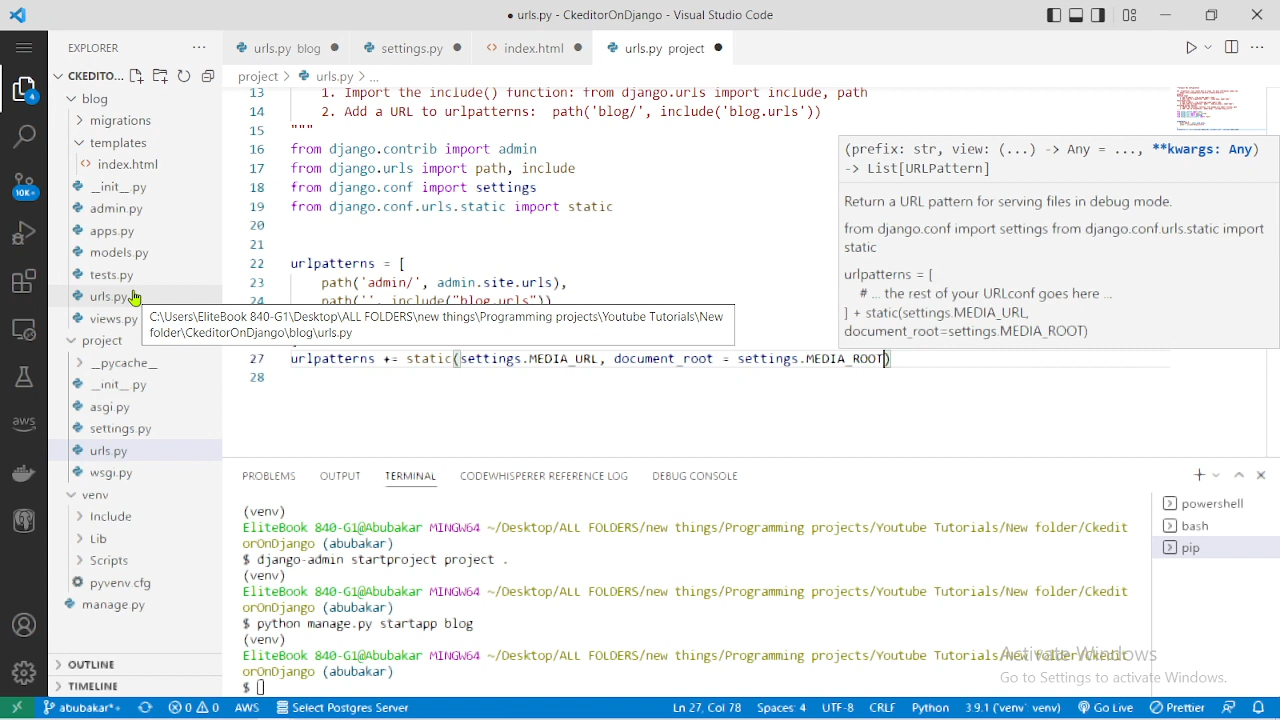 ● urls.py - CkeditorOnDjango - Visual Studio Code
EXPLORER
urls.py blog
settings.py
index.html
urls.py project
CKEDITO...
project > urls.py > ...
blog
migrations
templates
index.html
__init__.py
admin.py
apps.py
models.py
tests.py
urls.py
views.py
project
__pycache__
__init__.py
asgi.py
settings.py
urls.py
wsgi.py
venv
Include
Lib
Scripts
pyvenv.cfg
manage.py
OUTLINE
TIMELINE
4
10K+
aws
13 1. Import the include() function: from django.urls import include, path
14 2. Add a URL to urlpatterns: path('blog/', include('blog.urls'))
15 """
16 from django.contrib import admin
17 from django.urls import path, include
18 from django.conf import settings
19 from django.conf.urls.static import static
20
21
22 urlpatterns = [
23 path('admin/', admin.site.urls),
24 path('', include("blog.urls"))
27 urlpatterns += static(settings.MEDIA_URL, document_root = settings.MEDIA_ROOT)
28
C:\Users\EliteBook 840-G1\Desktop\ALL FOLDERS\new things\Programming projects\Youtube Tutorials\New
folder\CkeditorOnDjango\blog\urls.py
(prefix: str, view: (...) -> Any = ..., **kwargs: Any)
-> List[URLPattern]
Return a URL pattern for serving files in debug mode.
from django.conf import settings from django.conf.urls.static import
static
urlpatterns = [
# ... the rest of your URLconf goes here ...
] + static(settings.MEDIA_URL,
document_root=settings.MEDIA_ROOT)
PROBLEMS OUTPUT TERMINAL CODEWHISPERER REFERENCE LOG DEBUG CONSOLE
(venv)
EliteBook 840-G1@Abubakar MINGW64 ~/Desktop/ALL FOLDERS/new things/Programming projects/Youtube Tutorials/New folder/Ckedit
orOnDjango (abubakar)
$ django-admin startproject project .
(venv)
EliteBook 840-G1@Abubakar MINGW64 ~/Desktop/ALL FOLDERS/new things/Programming projects/Youtube Tutorials/New folder/Ckedit
orOnDjango (abubakar)
$ python manage.py startapp blog
(venv)
EliteBook 840-G1@Abubakar MINGW64 ~/Desktop/ALL FOLDERS/new things/Programming projects/Youtube Tutorials/New folder/Ckedit
orOnDjango (abubakar)
$
powershell
bash
pip
Activate Windows
Go to Settings to activate Windows.
abubakar*+ 0 0 AWS Select Postgres Server Ln 27, Col 78 Spaces: 4 UTF-8 CRLF Python 3.9.1 ('venv': venv) Go Live Prettier